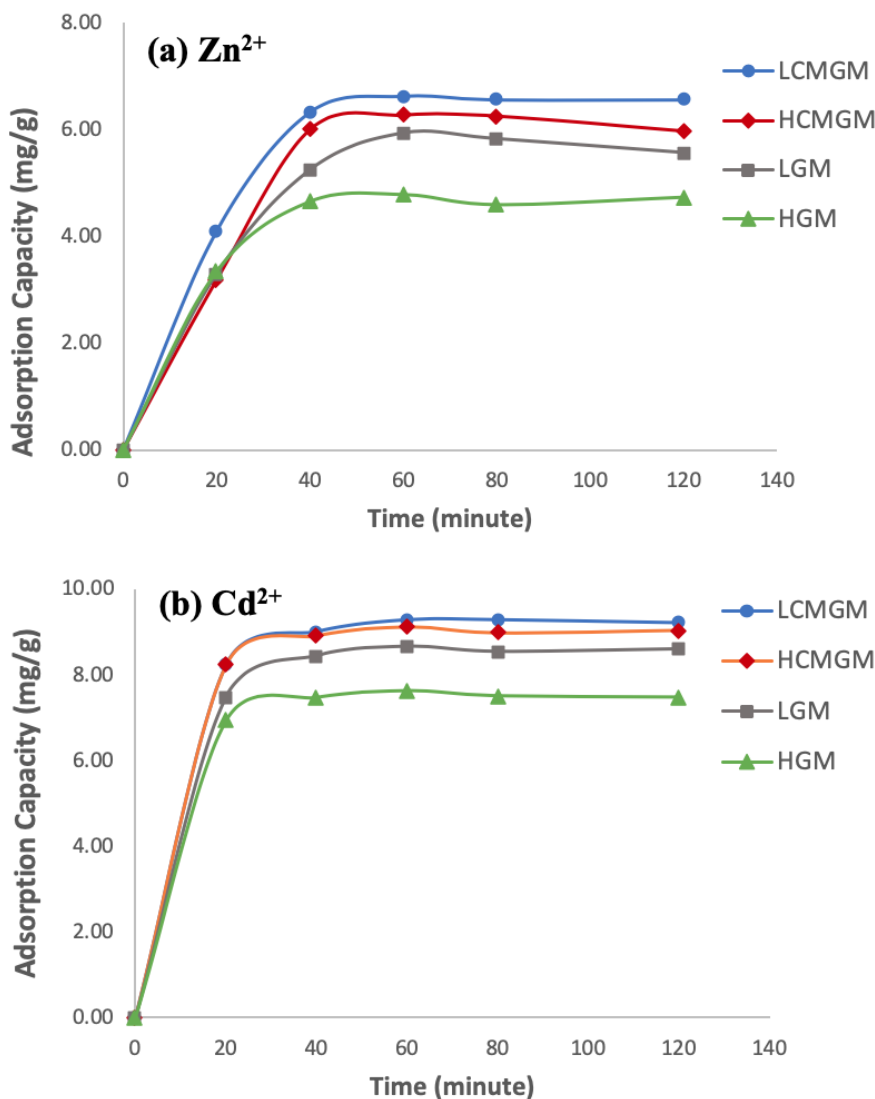 (a) Zn²⁺
8.00
6.00
4.00
2.00
0.00
Adsorption Capacity (mg/g)
0 20 40 60 80 100 120 140
Time (minute)
LCMGM
HCMGM
LGM
HGM
(b) Cd²⁺
10.00
8.00
6.00
4.00
2.00
0.00
Adsorption Capacity (mg/g)
0 20 40 60 80 100 120 140
Time (minute)
LCMGM
HCMGM
LGM
HGM